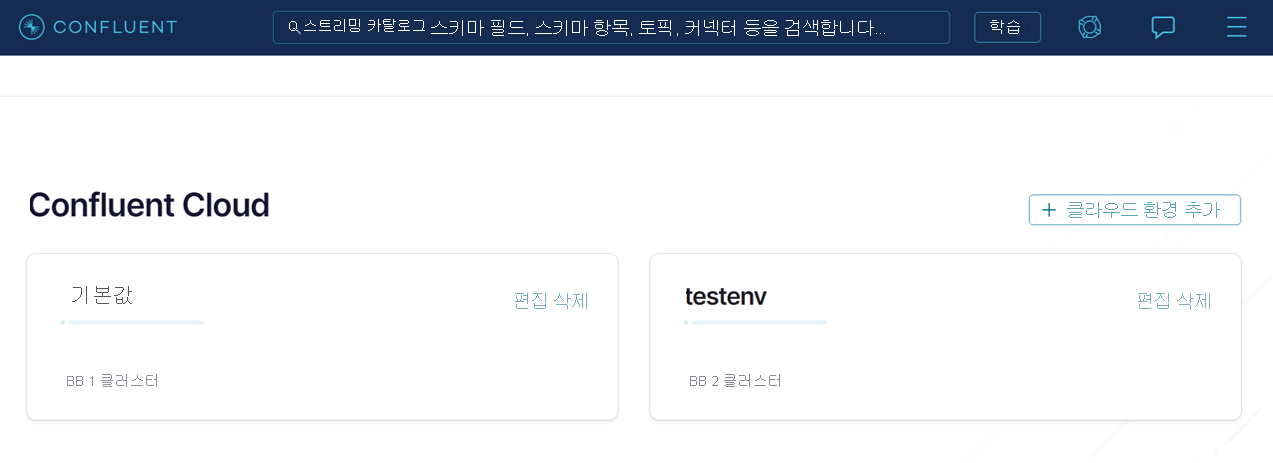 CONFLUENT
스트리밍 카탈로그 스키마 필드, 스키마 항목, 토픽, 커넥터 등을 검색합니다...
학습
Confluent Cloud
+ 클라우드 환경 추가
기본값
편집 삭제
testenv
편집 삭제
BB 1 클러스터
BB 2 클러스터